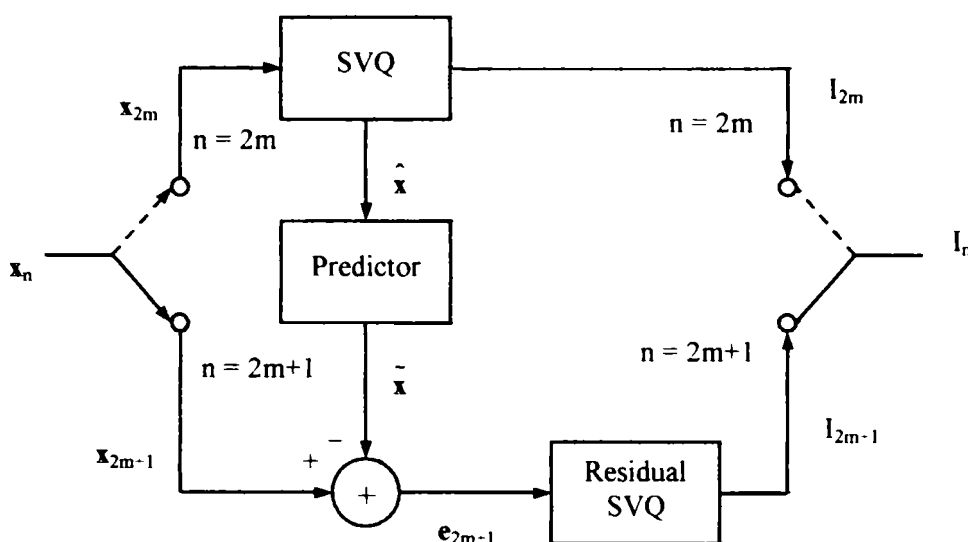 SVQ
x₂ₘ
n = 2m
I₂ₘ
n = 2m
x̂
xₙ
Predictor
Iₙ
n = 2m+1
x̃
n = 2m+1
−
+
x₂ₘ₊₁
+
e₂ₘ₊₁
Residual
SVQ
I₂ₘ₊₁